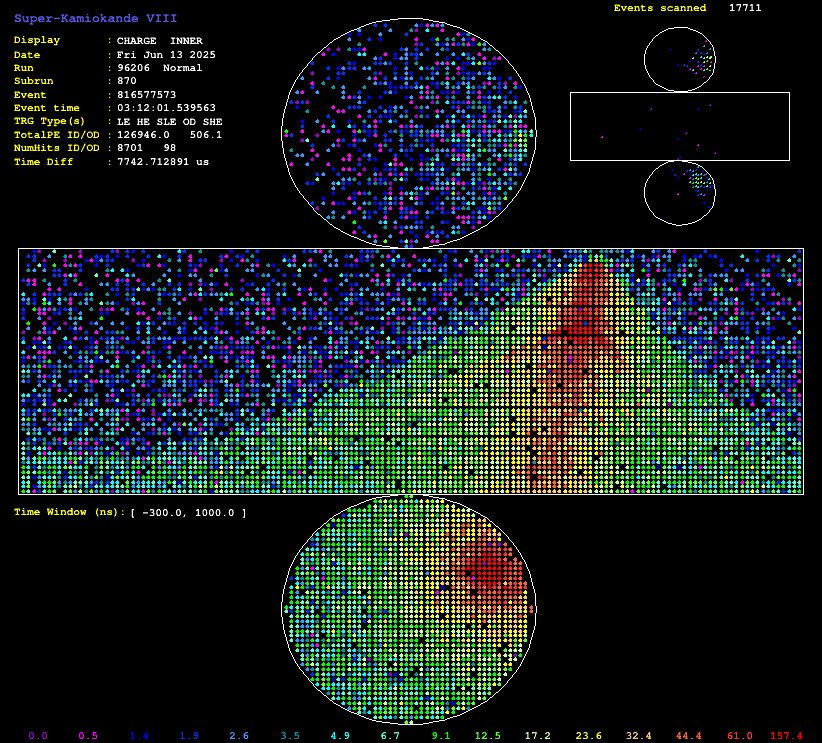 Super-Kamiokande VIII
Events scanned 17711
Display : CHARGE INNER
Date : Fri Jun 13 2025
Run : 96206 Normal
Subrun : 870
Event : 816577573
Event time : 03:12:01.539563
TRG Type(s) : LE HE SLE OD SHE
TotalPE ID/OD : 126946.0 506.1
NumHits ID/OD : 8701 98
Time Diff : 7742.712891 us
Time Window (ns): [ -300.0, 1000.0 ]
0.0 0.5 1.4 1.9 2.6 3.5 4.9 6.7 9.1 12.5 17.2 23.6 32.4 44.4 61.0 157.4